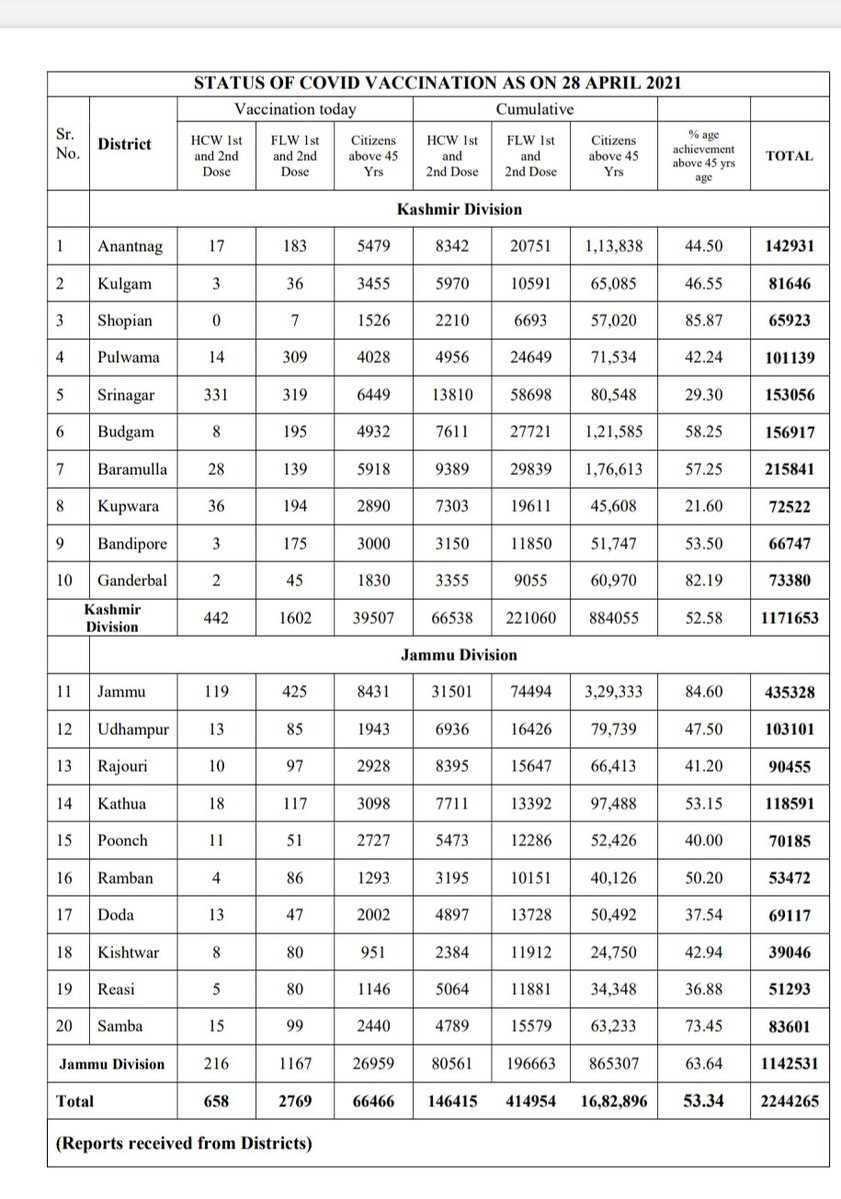 STATUS OF COVID VACCINATION AS ON 28 APRIL 2021
Sr. No. District Vaccination today Cumulative
HCW 1st and 2nd Dose FLW 1st and 2nd Dose Citizens above 45 Yrs HCW 1st and 2nd Dose FLW 1st and 2nd Dose Citizens above 45 Yrs % age achievement above 45 yrs age TOTAL
Kashmir Division
1 Anantnag 17 183 5479 8342 20751 1,13,838 44.50 142931
2 Kulgam 3 36 3455 5970 10591 65,085 46.55 81646
3 Shopian 0 7 1526 2210 6693 57,020 85.87 65923
4 Pulwama 14 309 4028 4956 24649 71,534 42.24 101139
5 Srinagar 331 319 6449 13810 58698 80,548 29.30 153056
6 Budgam 8 195 4932 7611 27721 1,21,585 58.25 156917
7 Baramulla 28 139 5918 9389 29839 1,76,613 57.25 215841
8 Kupwara 36 194 2890 7303 19611 45,608 21.60 72522
9 Bandipore 3 175 3000 3150 11850 51,747 53.50 66747
10 Ganderbal 2 45 1830 3355 9055 60,970 82.19 73380
Kashmir Division 442 1602 39507 66538 221060 884055 52.58 1171653
Jammu Division
11 Jammu 119 425 8431 31501 74494 3,29,333 84.60 435328
12 Udhampur 13 85 1943 6936 16426 79,739 47.50 103101
13 Rajouri 10 97 2928 8395 15647 66,413 41.20 90455
14 Kathua 18 117 3098 7711 13392 97,488 53.15 118591
15 Poonch 11 51 2727 5473 12286 52,426 40.00 70185
16 Ramban 4 86 1293 3195 10151 40,126 50.20 53472
17 Doda 13 47 2002 4897 13728 50,492 37.54 69117
18 Kishtwar 8 80 951 2384 11912 24,750 42.94 39046
19 Reasi 5 80 1146 5064 11881 34,348 36.88 51293
20 Samba 15 99 2440 4789 15579 63,233 73.45 83601
Jammu Division 216 1167 26959 80561 196663 865307 63.64 1142531
Total 658 2769 66466 146415 414954 16,82,896 53.34 2244265
(Reports received from Districts)